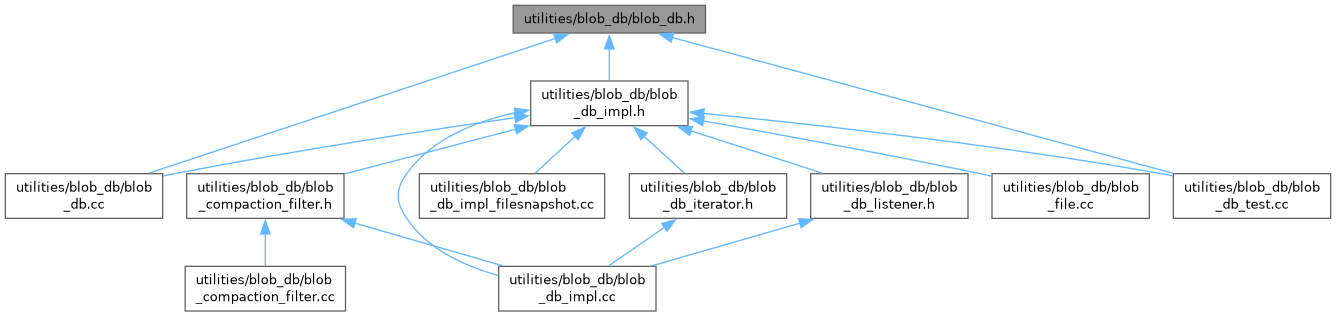 utilities/blob_db/blob_db.h
utilities/blob_db/blob
_db_impl.h
utilities/blob_db/blob
_db.cc
utilities/blob_db/blob
_compaction_filter.h
utilities/blob_db/blob
_db_impl_filesnapshot.cc
utilities/blob_db/blob
_db_iterator.h
utilities/blob_db/blob
_db_listener.h
utilities/blob_db/blob
_file.cc
utilities/blob_db/blob
_db_test.cc
utilities/blob_db/blob
_compaction_filter.cc
utilities/blob_db/blob
_db_impl.cc